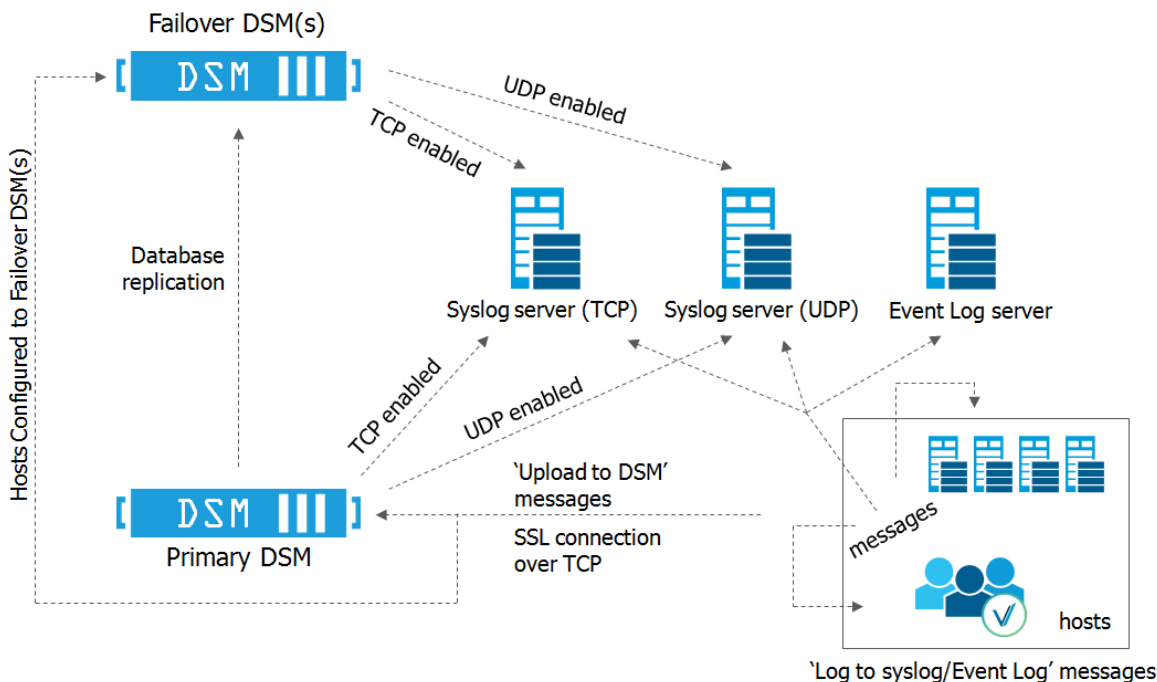 Failover DSM(s)
DSM
UDP enabled
TCP enabled
Hosts Configured to Failover DSM(s)
Database
replication
Syslog server (TCP)
Syslog server (UDP)
Event Log server
TCP enabled
UDP enabled
'Upload to DSM'
messages
SSL connection
over TCP
DSM
Primary DSM
messages
hosts
'Log to syslog/Event Log' messages